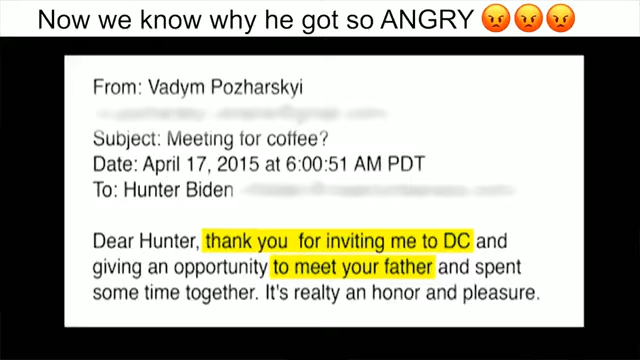 Now we know why he got so ANGRY 😡😡😡
From: Vadym Pozharskyi
Subject: Meeting for coffee?
Date: April 17, 2015 at 6:00:51 AM PDT
To: Hunter Biden
Dear Hunter, thank you for inviting me to DC and
giving an opportunity to meet your father and spent
some time together. It's realty an honor and pleasure.